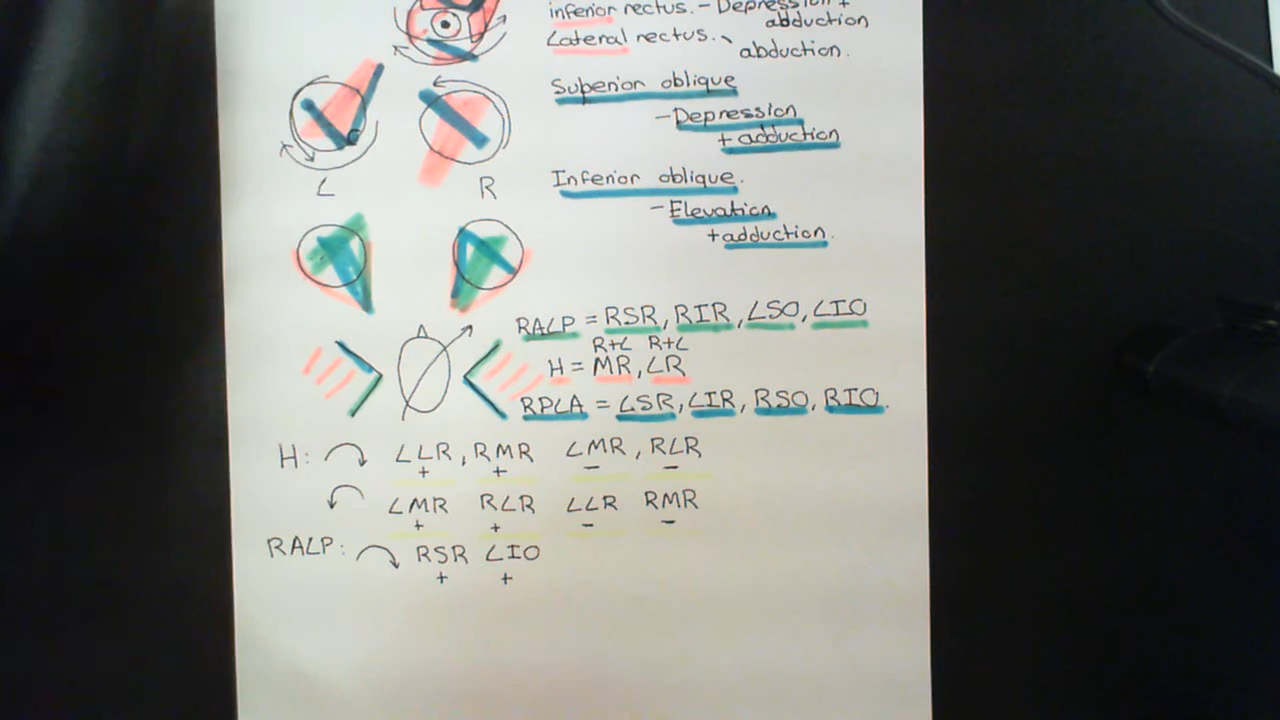 inferior rectus. - Depression +
adduction
Lateral rectus. - abduction.
Superior oblique
- Depression
+ adduction
L R
Inferior oblique.
- Elevation
+ adduction.
RALP = RSR, RIR, LSO, LIO
R+L R+L
H = MR, LR
RPLA = LSR, LIR, RSO, RIO.
H: LLR, RMR LMR, RLR
+ + - -
LMR RLR LLR RMR
+ + - -
RALP: RSR LIO
+ +